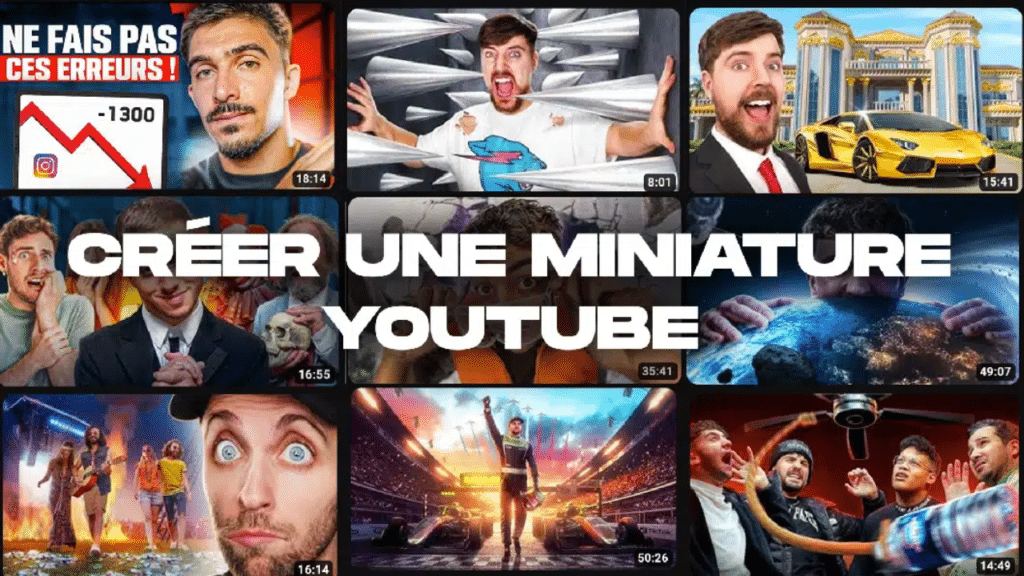 NE FAIS PAS
CES ERREURS !
-1300
18:14
8:01
15:41
CRÉER UNE MINIATURE
YOUTUBE
16:55
35:41
49:07
16:14
50:26
14:49